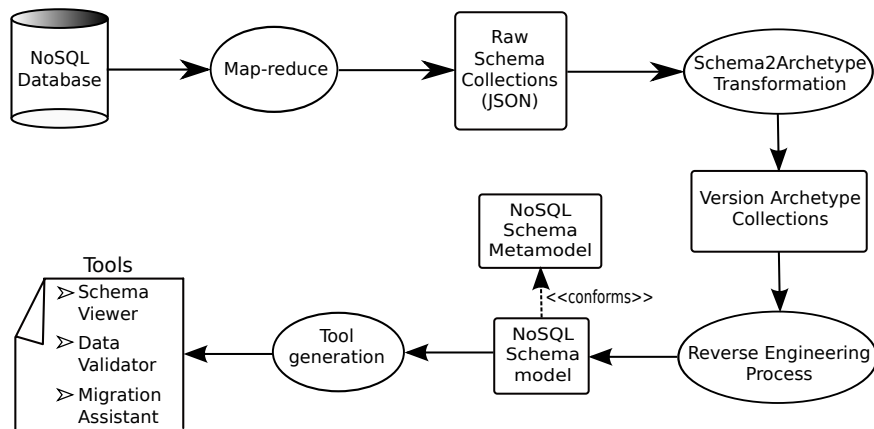 NoSQL
Database
Map-reduce
Raw
Schema
Collections
(JSON)
Schema2Archetype
Transformation
Version Archetype
Collections
NoSQL
Schema
Metamodel
<<conforms>>
Reverse Engineering
Process
NoSQL
Schema
model
Tool
generation
Tools
Schema
Viewer
Data
Validator
Migration
Assistant